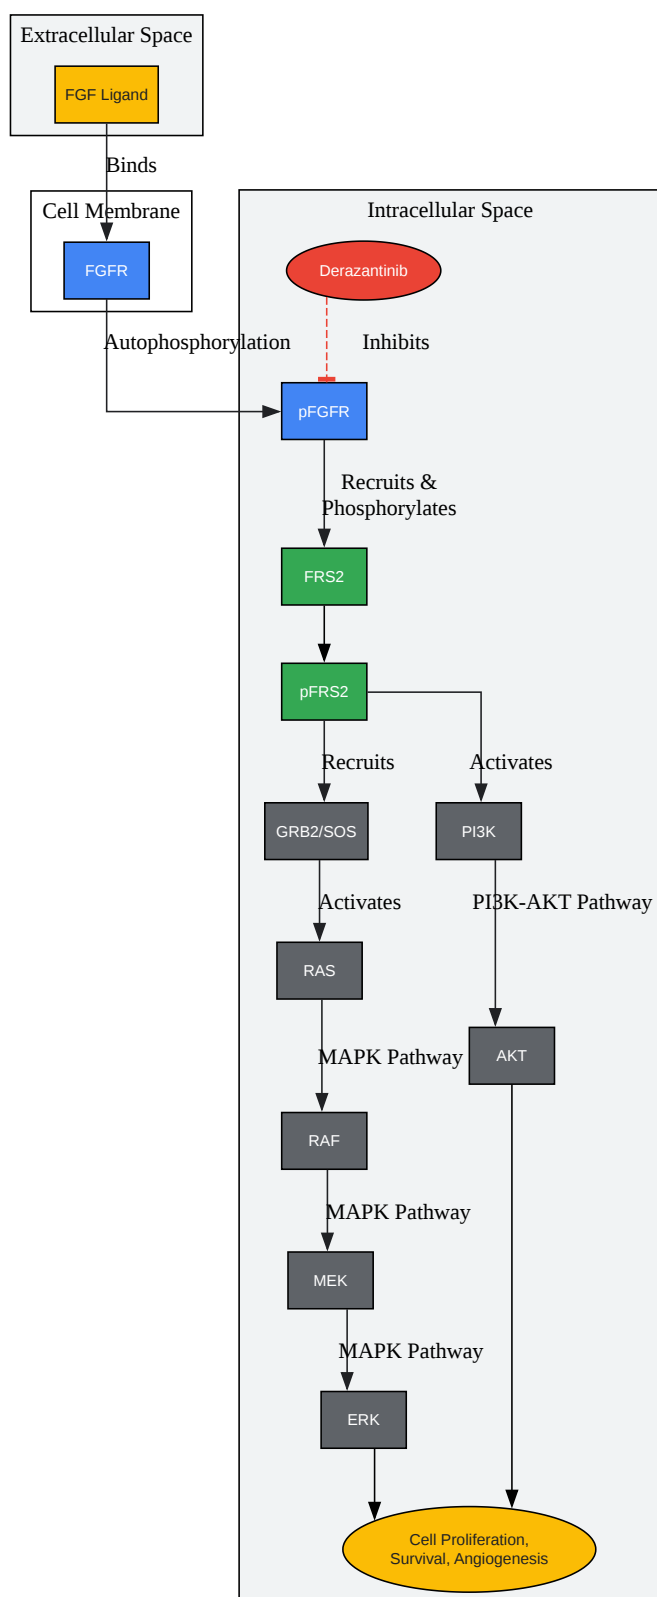 Extracellular Space
FGF Ligand
Binds
Cell Membrane
FGFR
Autophosphorylation
Intracellular Space
Derazantinib
Inhibits
pFGFR
Recruits &
Phosphorylates
FRS2
pFRS2
Recruits
Activates
GRB2/SOS
PI3K
Activates
PI3K-AKT Pathway
RAS
AKT
MAPK Pathway
RAF
MAPK Pathway
MEK
MAPK Pathway
ERK
Cell Proliferation,
Survival, Angiogenesis